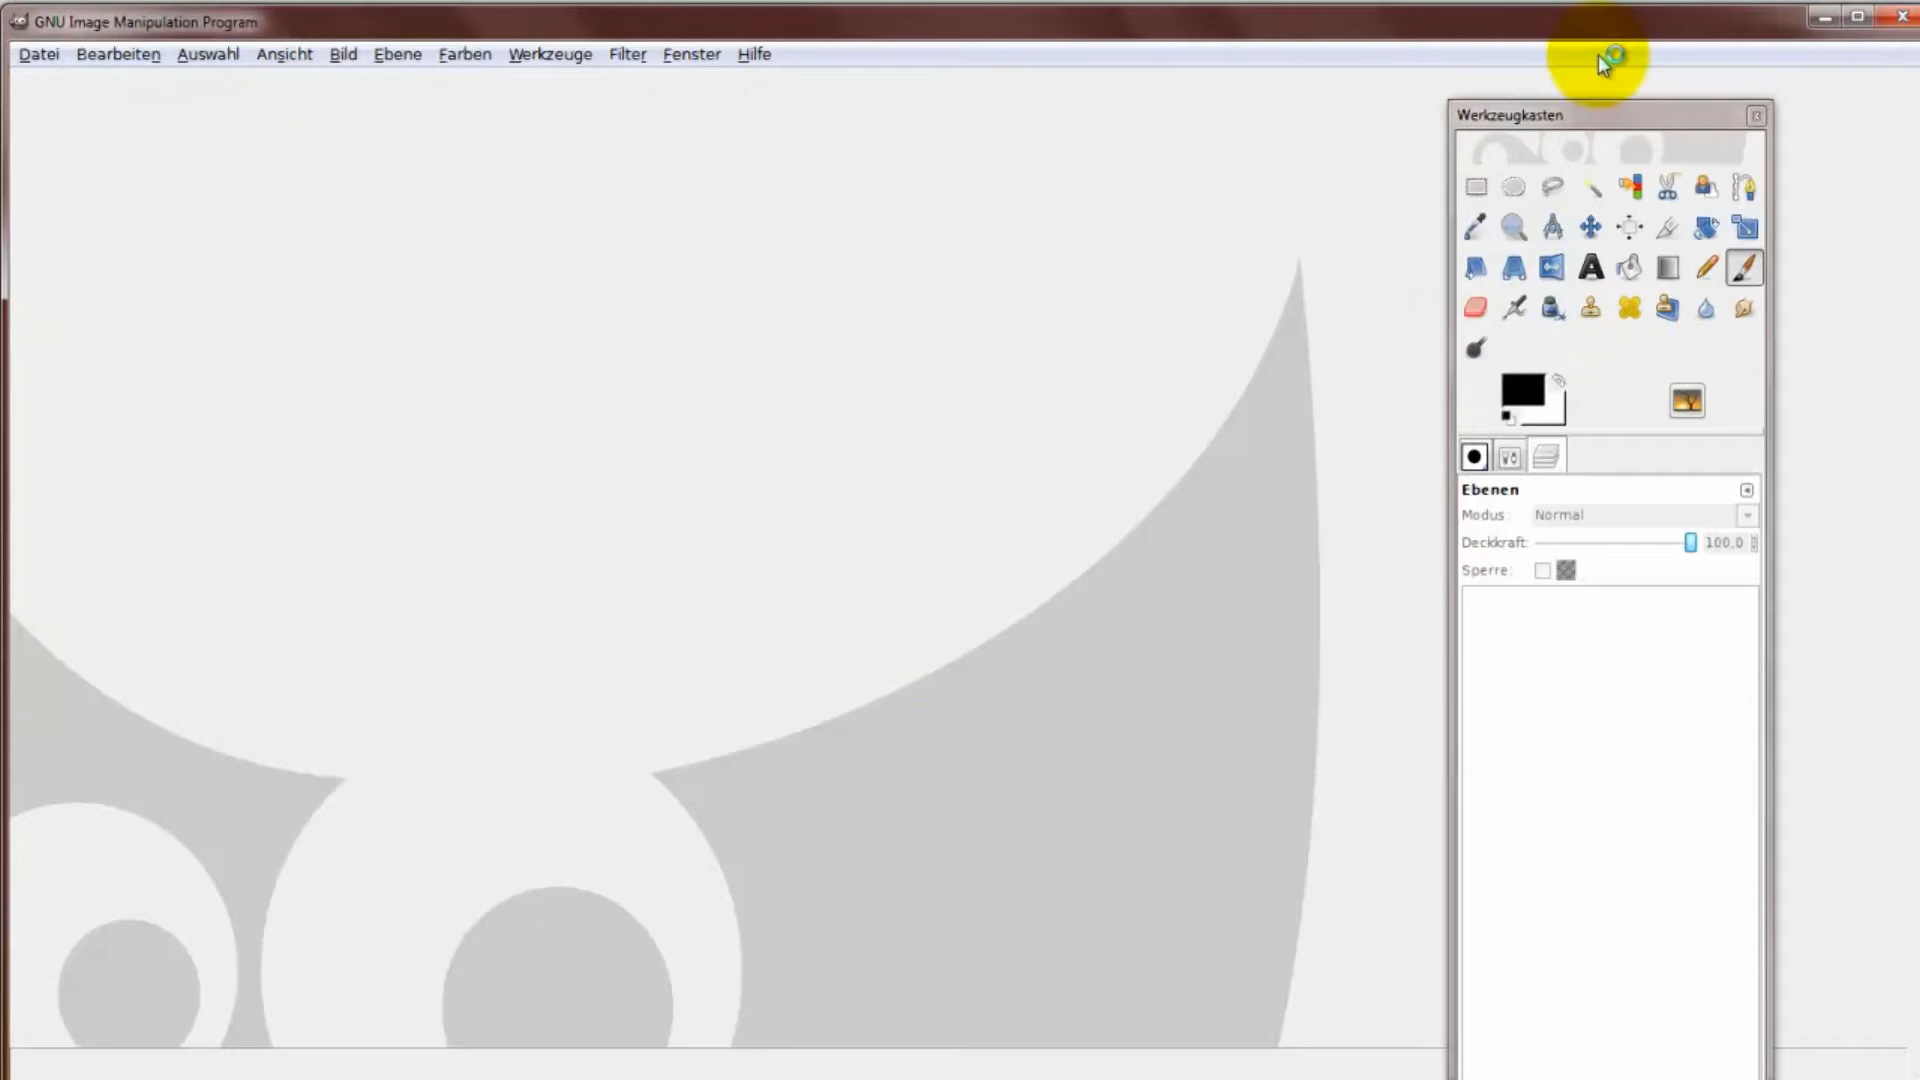 GNU Image Manipulation Program
Datei Bearbeiten Auswahl Ansicht Bild Ebene Farben Werkzeuge Filter Fenster Hilfe
Werkzeugkasten
Ebenen
Modus: Normal
Deckkraft: 100,0
Sperre: